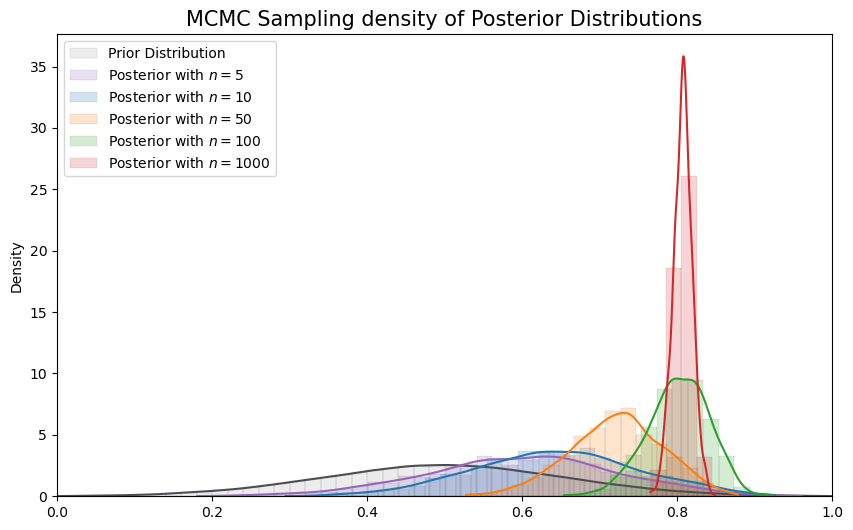 MCMC Sampling density of Posterior Distributions
Prior Distribution
Posterior with n = 5
Posterior with n = 10
Posterior with n = 50
Posterior with n = 100
Posterior with n = 1000
Density
35
30
25
20
15
10
5
0
0.0 0.2 0.4 0.6 0.8 1.0